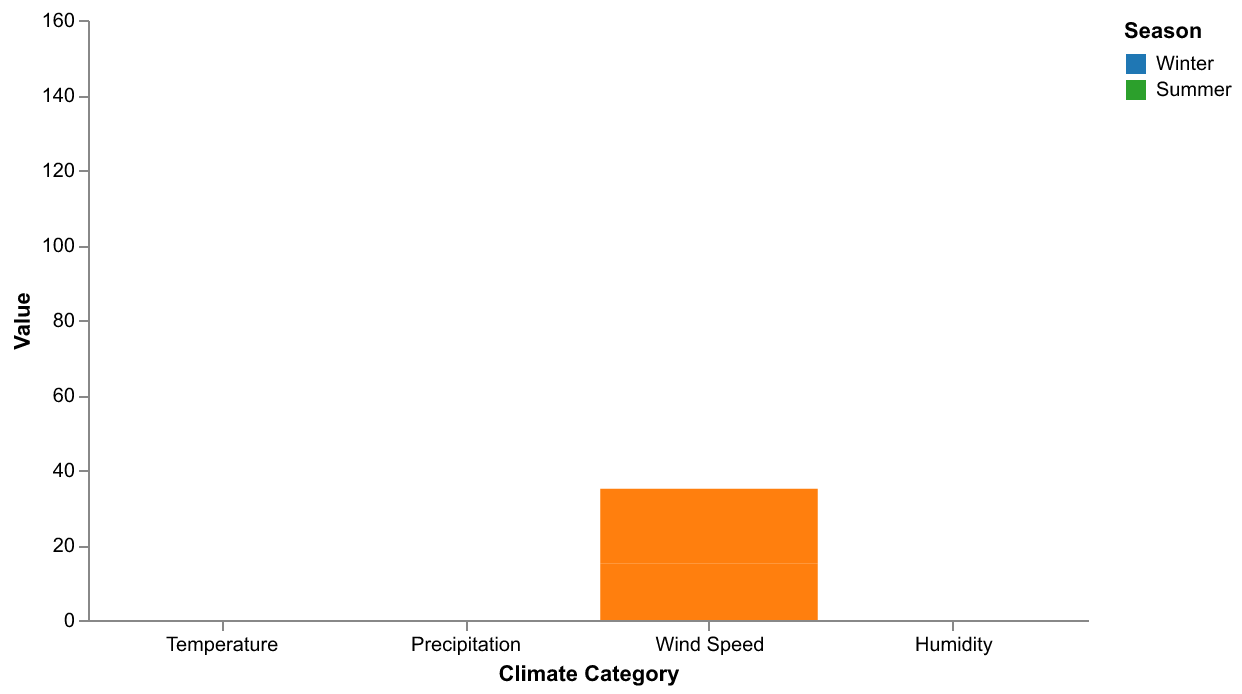 160
140
120
100
80
60
40
20
0
Value
Temperature
Precipitation
Wind Speed
Humidity
Climate Category
Season
Winter
Summer